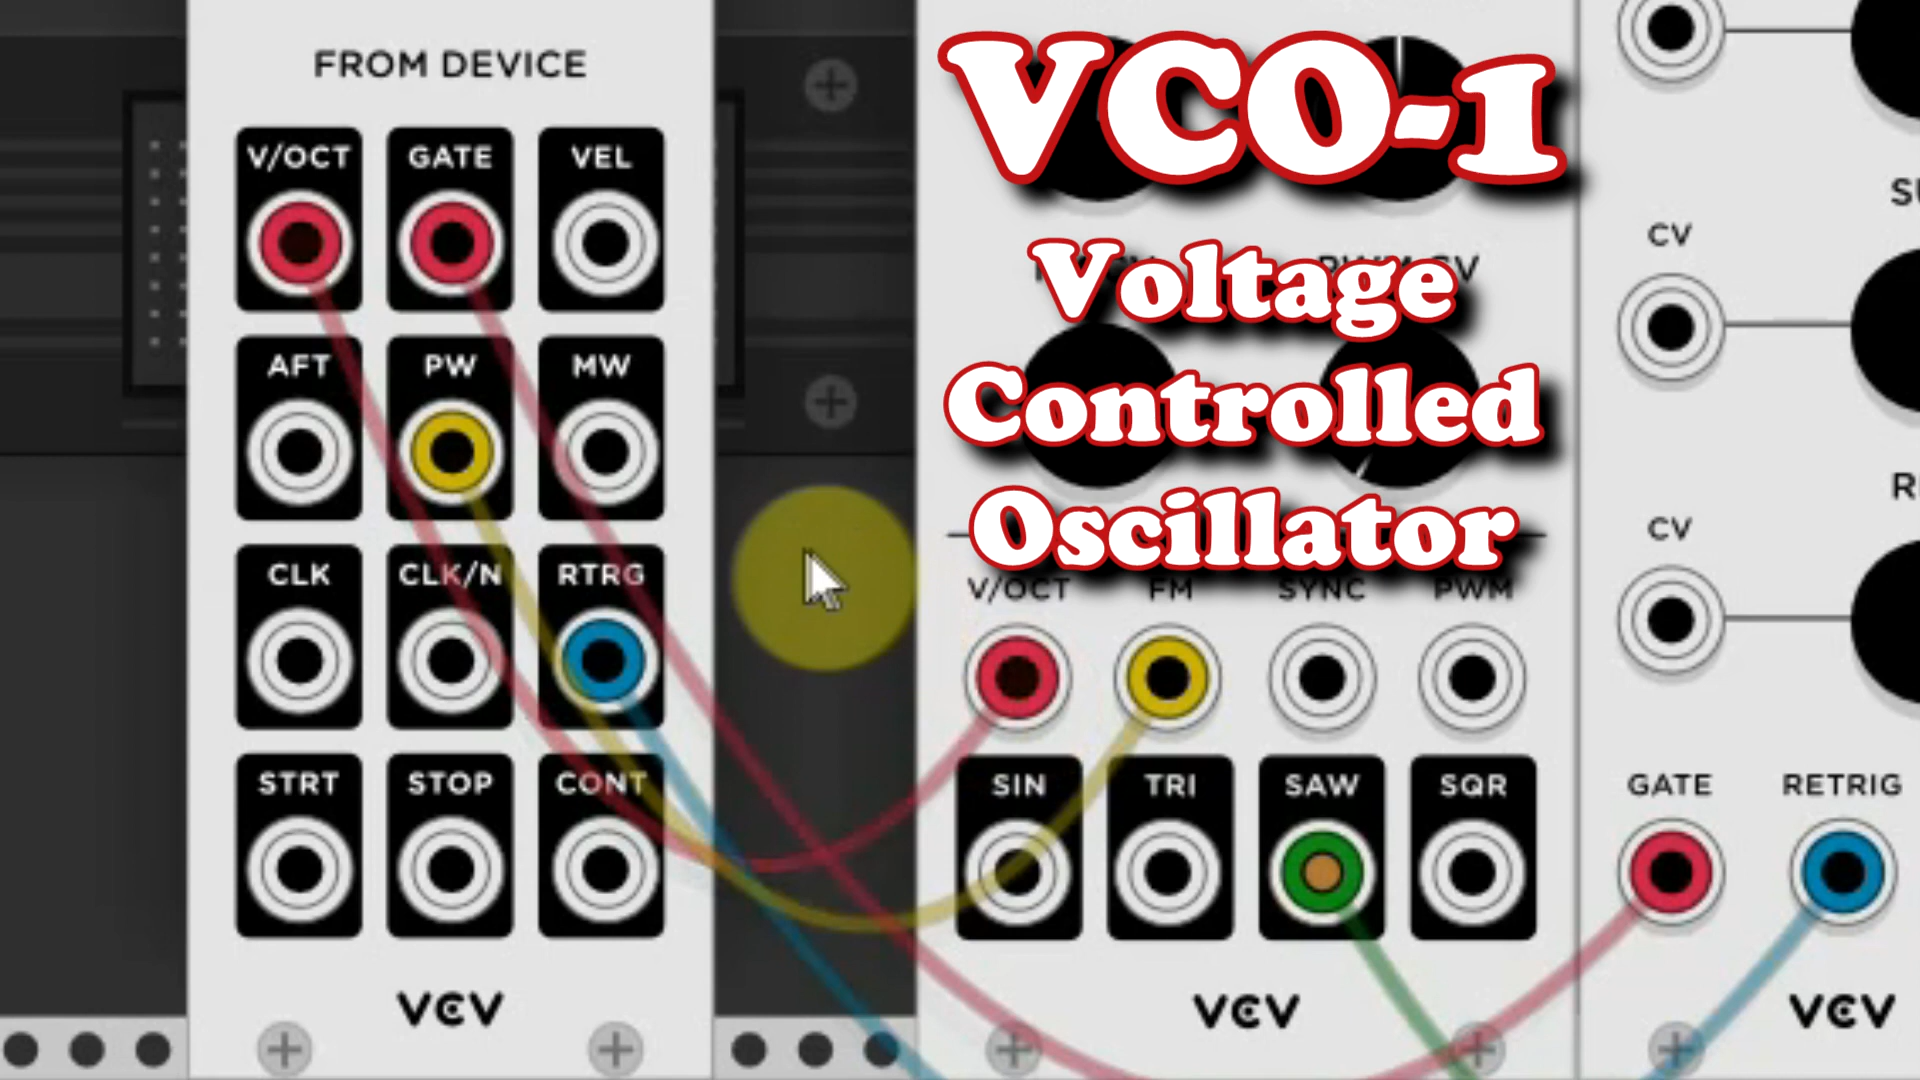 FROM DEVICE
V/OCT GATE VEL
AFT PW MW
CLK CLK/N RTRG
STRT STOP CONT
VCV
VCO-1
Voltage
Controlled
Oscillator
V/OCT FM SYNC PWM
SIN TRI SAW SQR
VCV
CV
CV
GATE RETRIG
VCV